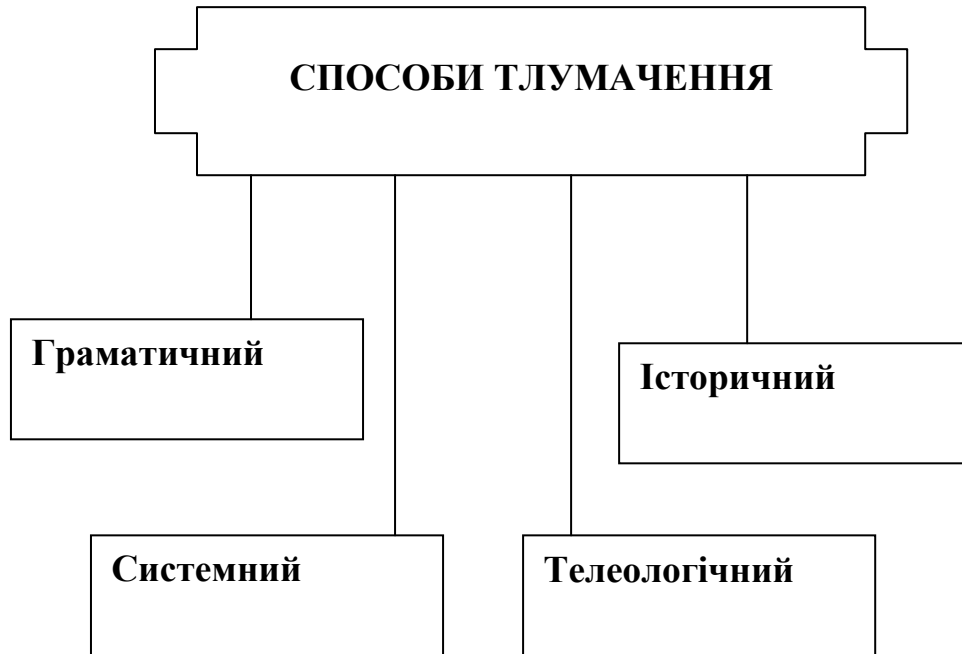 СПОСОБИ ТЛУМАЧЕННЯ
Граматичний
Історичний
Системний
Телеологічний